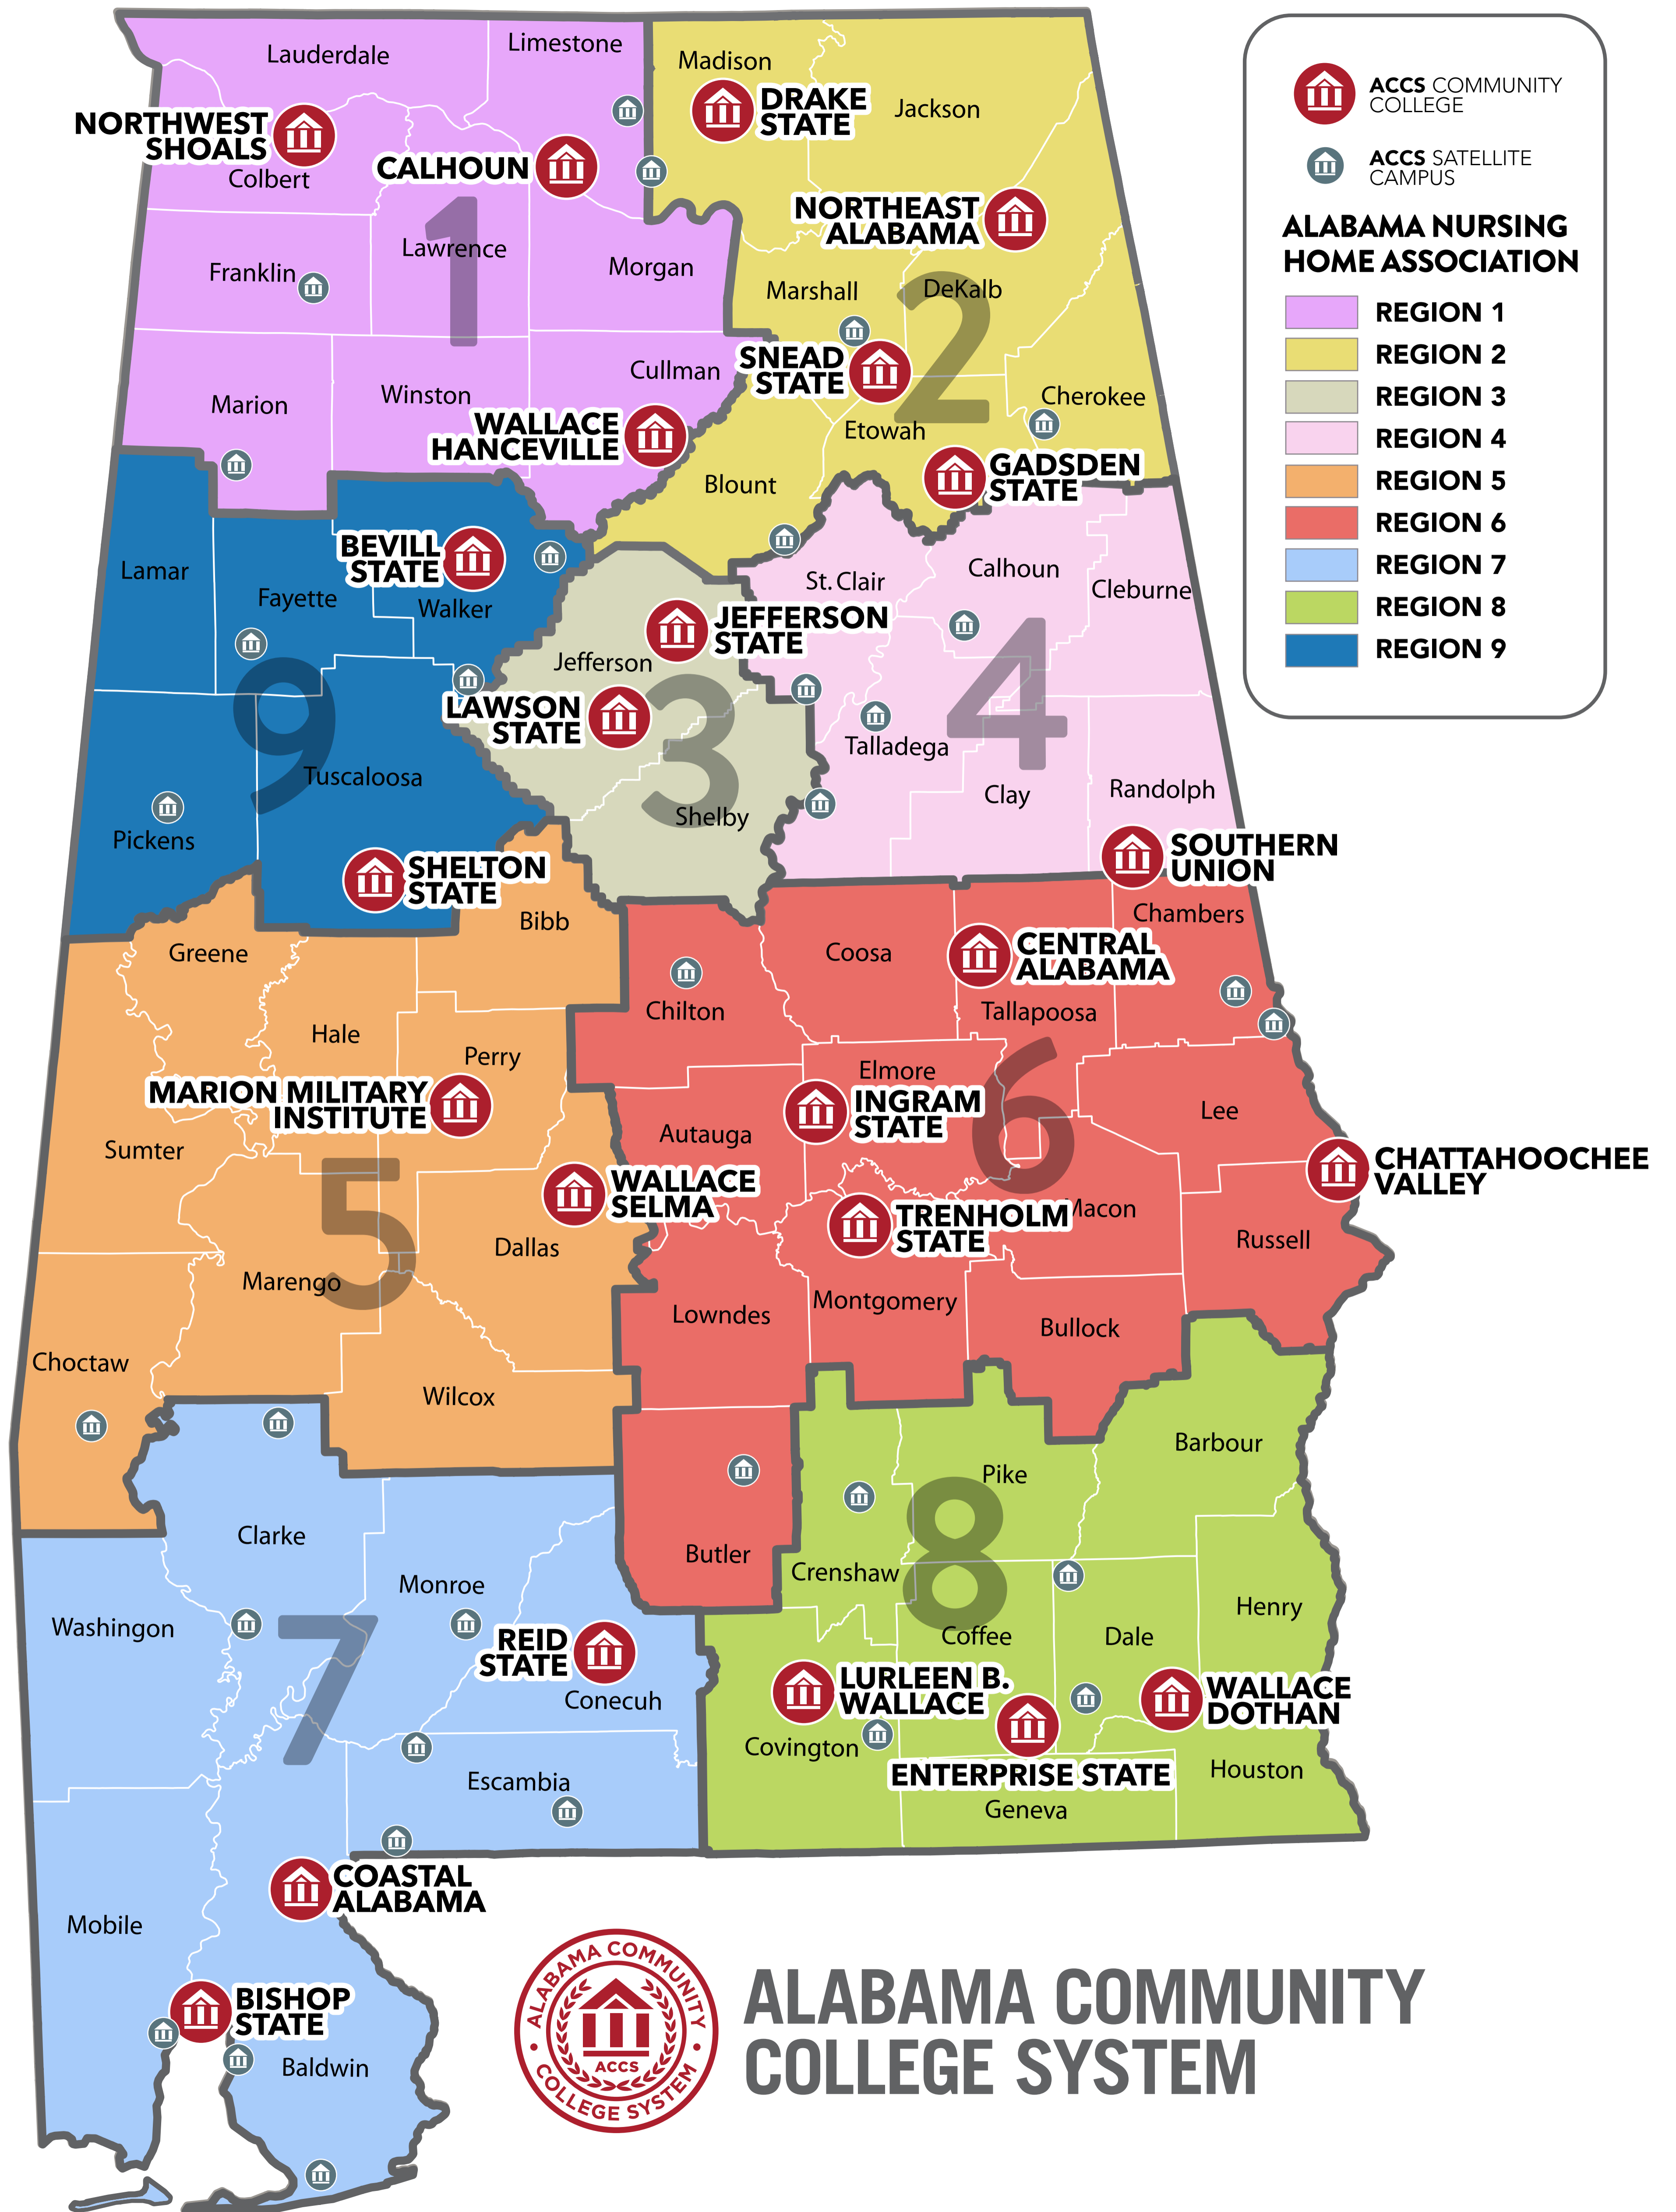 Lauderdale
Limestone
Madison
Jackson
NORTHWEST
SHOALS
CALHOUN
DRAKE
STATE
Colbert
NORTHEAST
ALABAMA
1
Lawrence
Franklin
Morgan
Marshall
DeKalb
2
SNEAD
STATE
Cullman
Marion
Winston
Cherokee
WALLACE
HANCEVILLE
Etowah
Blount
GADSDEN
STATE
BEVILL
STATE
Lamar
Fayette
Walker
St. Clair
Calhoun
Cleburne
JEFFERSON
STATE
Jefferson
LAWSON
STATE
9
3
4
Talladega
Tuscaloosa
Clay
Randolph
Shelby
Pickens
SOUTHERN
UNION
SHELTON
STATE
Bibb
Chambers
Greene
Coosa
CENTRAL
ALABAMA
Chilton
Tallapoosa
Hale
Perry
Elmore
6
MARION MILITARY
INSTITUTE
INGRAM
STATE
Lee
Autauga
Sumter
CHATTAHOOCHEE
VALLEY
WALLACE
SELMA
5
TRENHOLM
STATE
Macon
Russell
Dallas
Marengo
Lowndes
Montgomery
Bullock
Choctaw
Wilcox
Barbour
Pike
8
Clarke
Butler
Crenshaw
Monroe
Washingon
Henry
7
REID
STATE
Coffee
Dale
Conecuh
LURLEEN B.
WALLACE
WALLACE
DOTHAN
Covington
ENTERPRISE STATE
Houston
Escambia
Geneva
COASTAL
ALABAMA
Mobile
BISHOP
STATE
Baldwin
ACCS COMMUNITY
COLLEGE
ACCS SATELLITE
CAMPUS
ALABAMA NURSING
HOME ASSOCIATION
REGION 1
REGION 2
REGION 3
REGION 4
REGION 5
REGION 6
REGION 7
REGION 8
REGION 9
ALABAMA COMMUNITY
ACCS
COLLEGE SYSTEM
ALABAMA COMMUNITY
COLLEGE SYSTEM